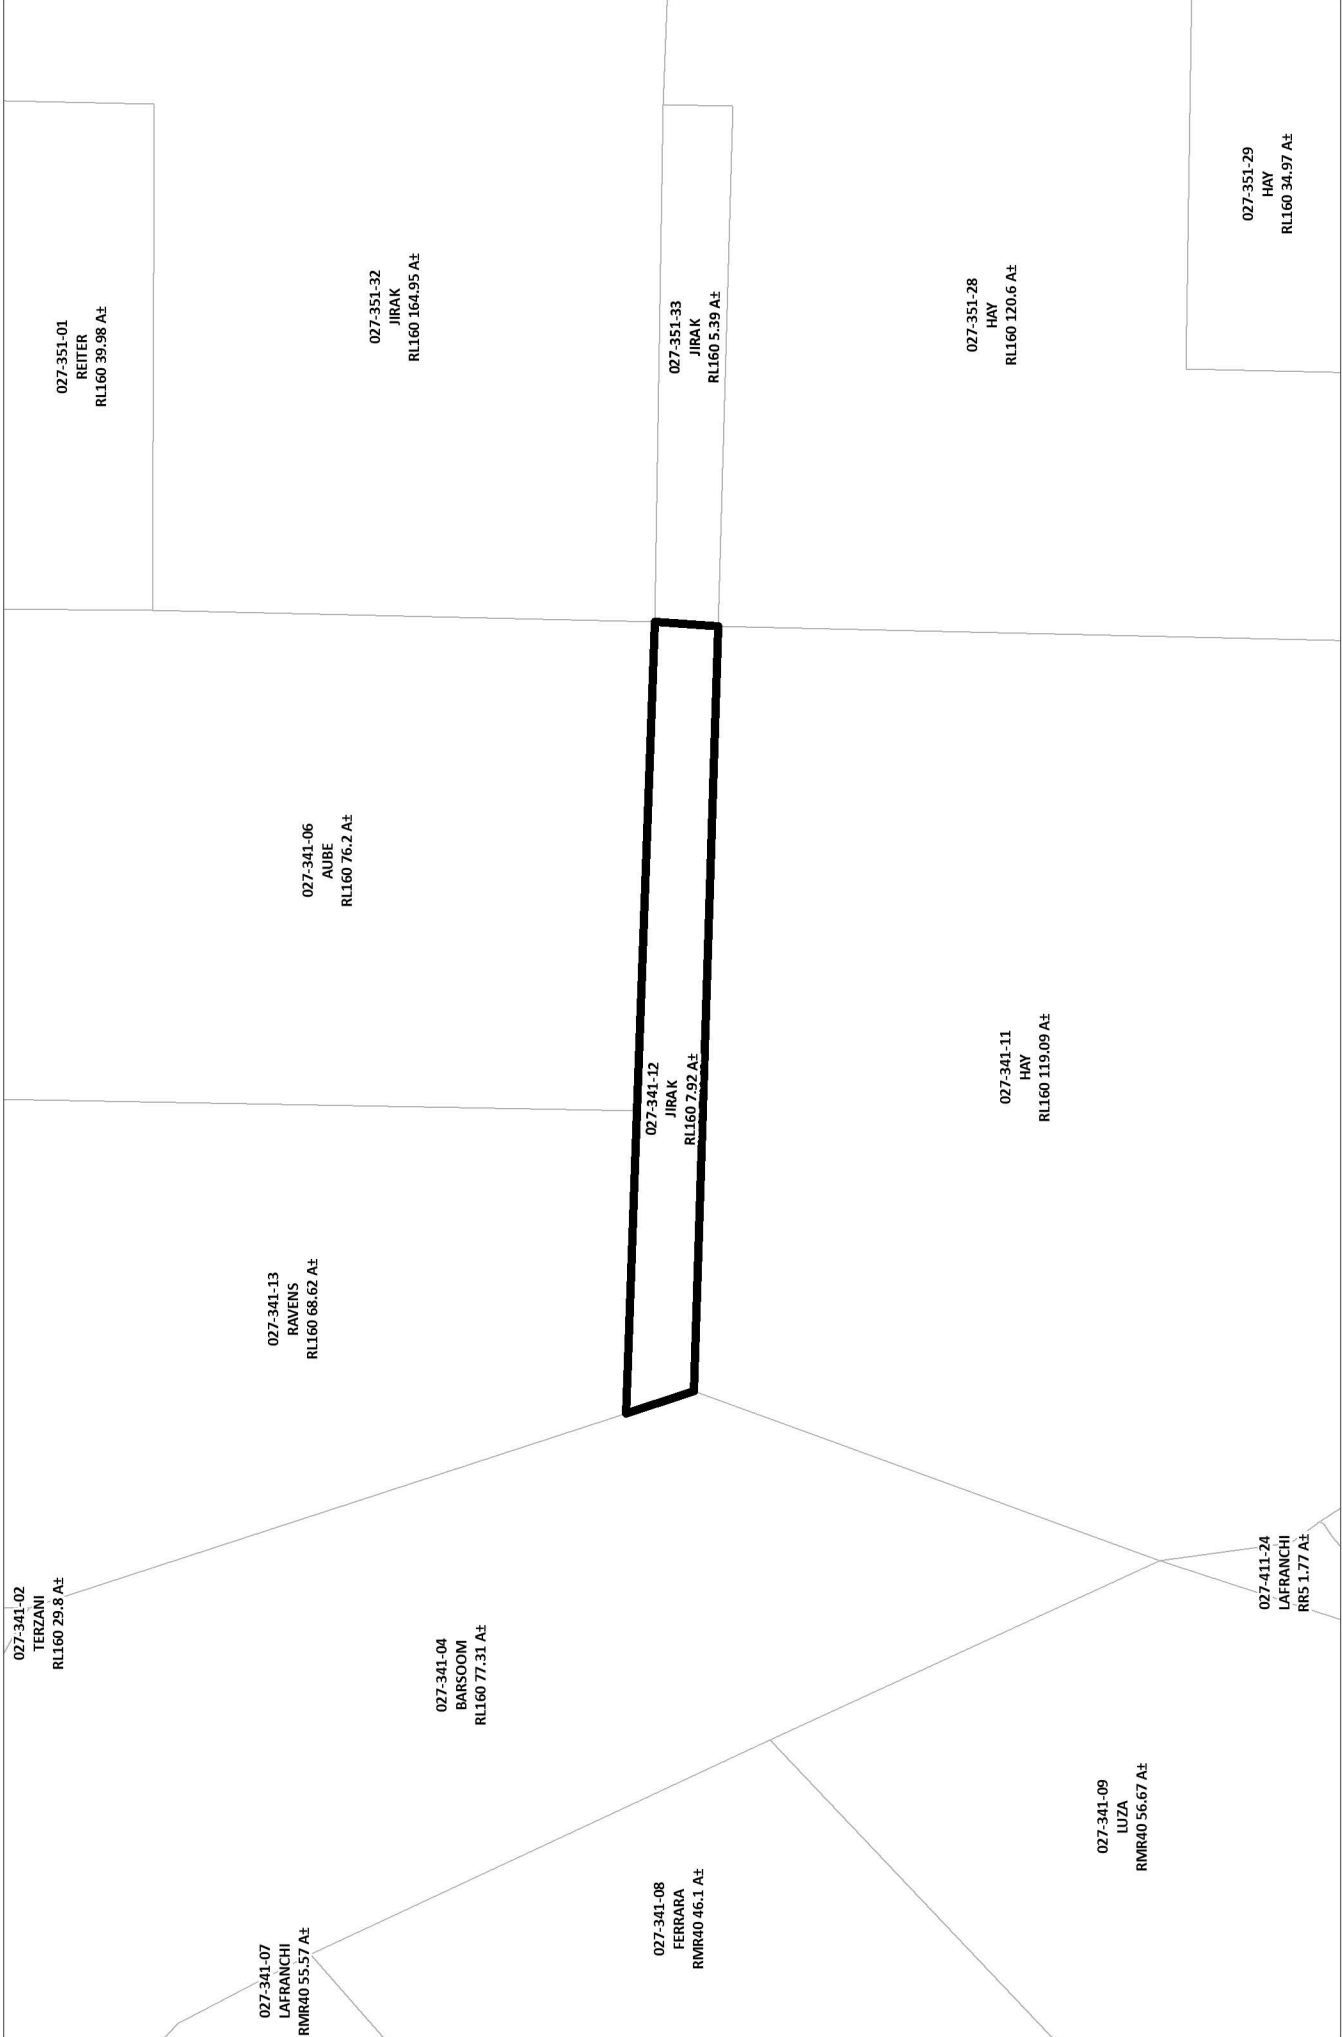 027-341-02
TERZANI
RL160 29.8 A±
027-341-07
LAFRANCHI
RMR40 55.57 A±
027-341-04
BARSOOM
RL160 77.31 A±
027-341-13
RAVENS
RL160 68.62 A±
027-341-06
AUBE
RL160 76.2 A±
027-351-01
REITER
RL160 39.98 A±
027-351-32
JIRAK
RL160 164.95 A±
027-341-08
FERRARA
RMR40 46.1 A±
027-341-12
JIRAK
RL160 7.92 A±
027-351-33
JIRAK
RL160 5.39 A±
027-341-09
LUZA
RMR40 56.67 A±
027-341-11
HAY
RL160 119.09 A±
027-351-28
HAY
RL160 120.6 A±
027-411-24
LAFRANCHI
RR5 1.77 A±
027-351-29
HAY
RL160 34.97 A±